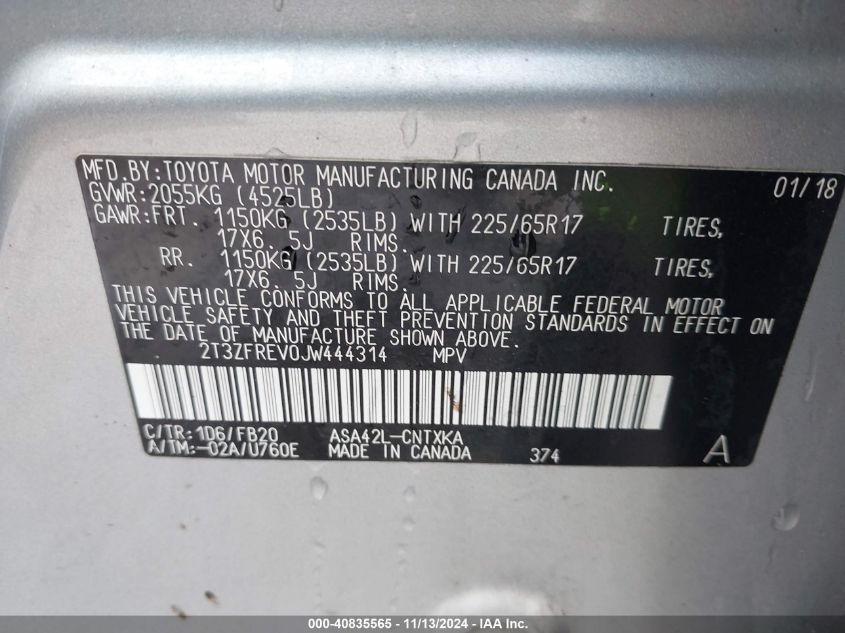 MFD.BY:TOYOTA MOTOR MANUFACTURING CANADA INC. 01/18
GVWR:2055KG (4525LB)
GAWR:FRT. 1150KG (2535LB) WITH 225/65R17 TIRES,
17X6. 5J RIMS.
RR. 1150KG (2535LB) WITH 225/65R17 TIRES,
17X6. 5J RIMS.
THIS VEHICLE CONFORMS TO ALL APPLICABLE FEDERAL MOTOR
VEHICLE SAFETY AND THEFT PREVENTION STANDARDS IN EFFECT ON
THE DATE OF MANUFACTURE SHOWN ABOVE.
2T3ZFREV0JW444314 MPV
C/TR:1D6/FB20 ASA42L-CNTXKA
A/TM:-02A/U760E MADE IN CANADA 374 A
000-40835565 - 11/13/2024 - IAA Inc.